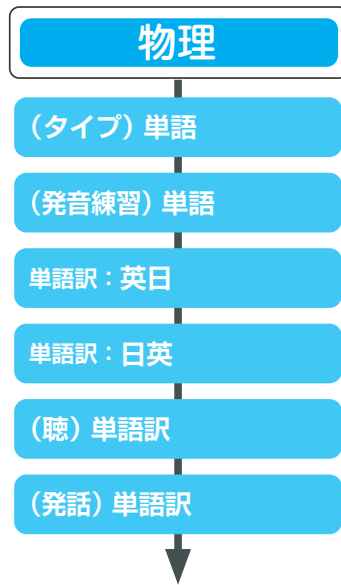 物理
（タイプ）単語
（発音練習）単語
単語訳：英日
単語訳：日英
（聴）単語訳
（発話）単語訳